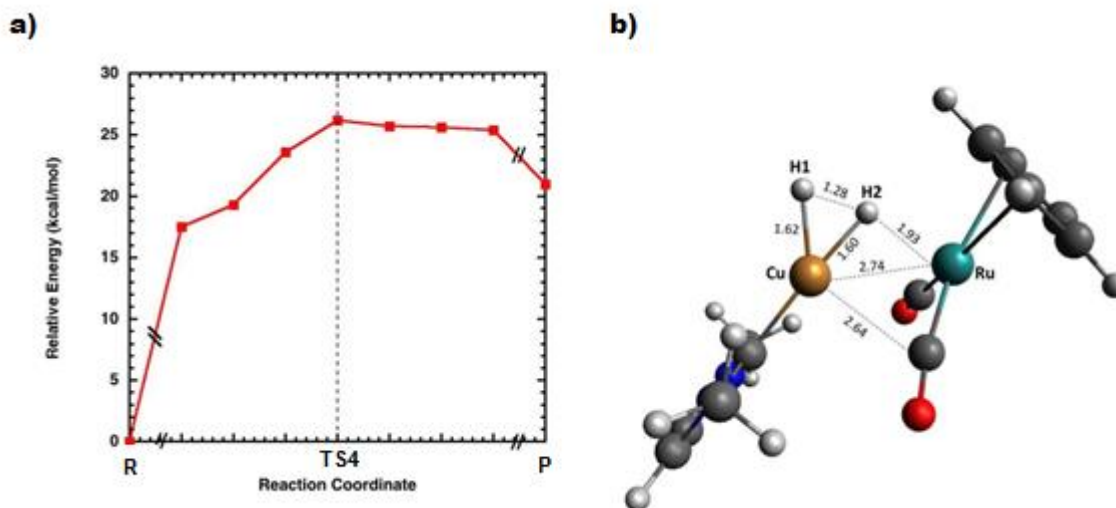 a)
b)
30
25
20
15
10
5
0
Relative Energy (kcal/mol)
R
TS4
P
Reaction Coordinate
H1
1.28
H2
1.62
1.60
1.93
Cu
2.74
Ru
2.64